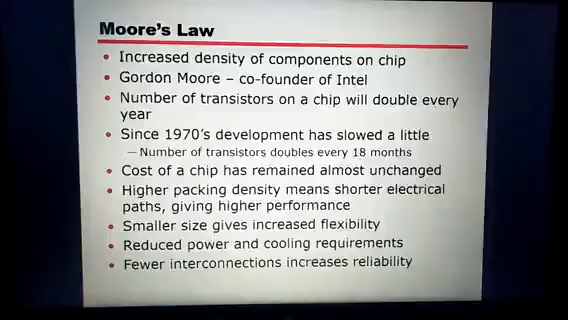 Moore's Law
• Increased density of components on chip
• Gordon Moore – co-founder of Intel
• Number of transistors on a chip will double every
year
• Since 1970's development has slowed a little
— Number of transistors doubles every 18 months
• Cost of a chip has remained almost unchanged
• Higher packing density means shorter electrical
paths, giving higher performance
• Smaller size gives increased flexibility
• Reduced power and cooling requirements
• Fewer interconnections increases reliability